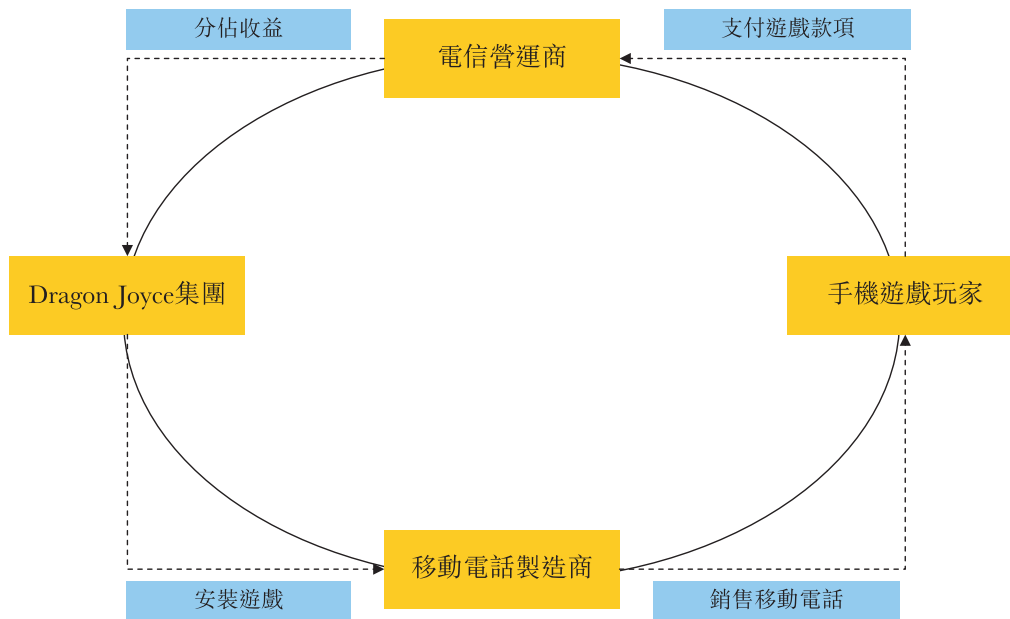 分佔收益
支付遊戲款項
電信營運商
Dragon Joyce集團
手機遊戲玩家
移動電話製造商
安裝遊戲
銷售移動電話